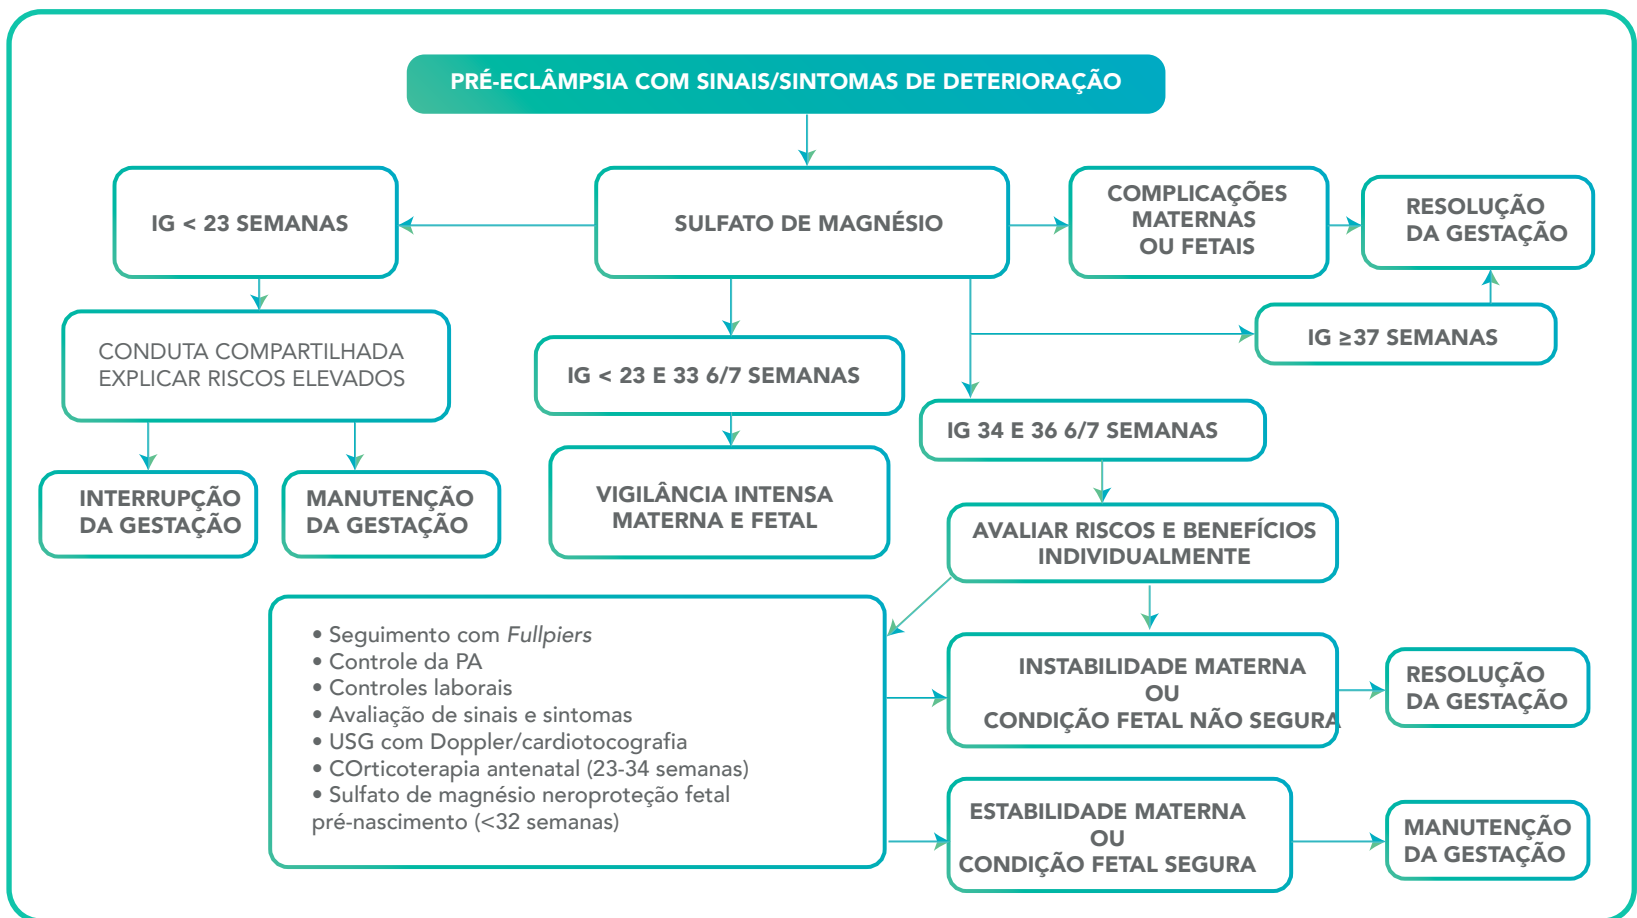 PRÉ-ECLÂMPSIA COM SINAIS/SINTOMAS DE DETERIORAÇÃO
IG < 23 SEMANAS
SULFATO DE MAGNÉSIO
COMPLICAÇÕES
MATERNAS
OU FETAIS
RESOLUÇÃO
DA GESTAÇÃO
CONDUTA COMPARTILHADA
EXPLICAR RISCOS ELEVADOS
IG < 23 E 33 6/7 SEMANAS
IG ≥37 SEMANAS
IG 34 E 36 6/7 SEMANAS
INTERRUPÇÃO
DA GESTAÇÃO
MANUTENÇÃO
DA GESTAÇÃO
VIGILÂNCIA INTENSA
MATERNA E FETAL
AVALIAR RISCOS E BENEFÍCIOS
INDIVIDUALMENTE
• Seguimento com Fullpiers
• Controle da PA
• Controles laborais
• Avaliação de sinais e sintomas
• USG com Doppler/cardiotocografia
• COrticoterapia antenatal (23-34 semanas)
• Sulfato de magnésio neroproteção fetal
pré-nascimento (<32 semanas)
INSTABILIDADE MATERNA
OU
CONDIÇÃO FETAL NÃO SEGURA
RESOLUÇÃO
DA GESTAÇÃO
ESTABILIDADE MATERNA
OU
CONDIÇÃO FETAL SEGURA
MANUTENÇÃO
DA GESTAÇÃO